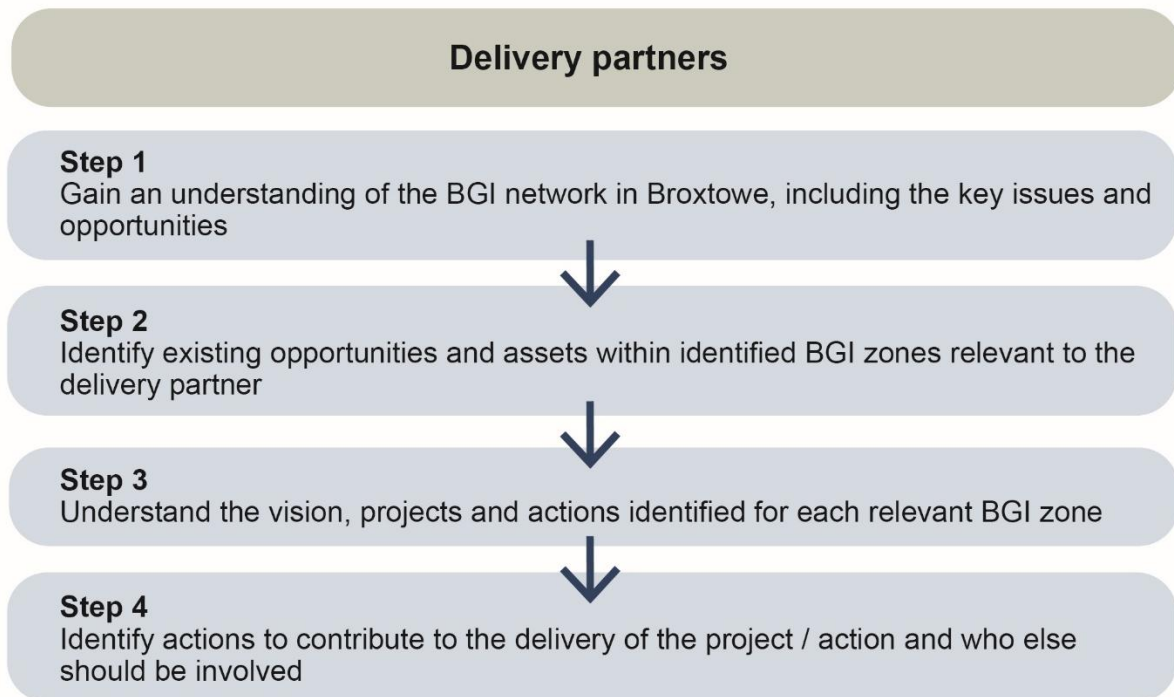 Delivery partners
Step 1
Gain an understanding of the BGI network in Broxtowe, including the key issues and
opportunities
Step 2
Identify existing opportunities and assets within identified BGI zones relevant to the
delivery partner
Step 3
Understand the vision, projects and actions identified for each relevant BGI zone
Step 4
Identify actions to contribute to the delivery of the project / action and who else
should be involved